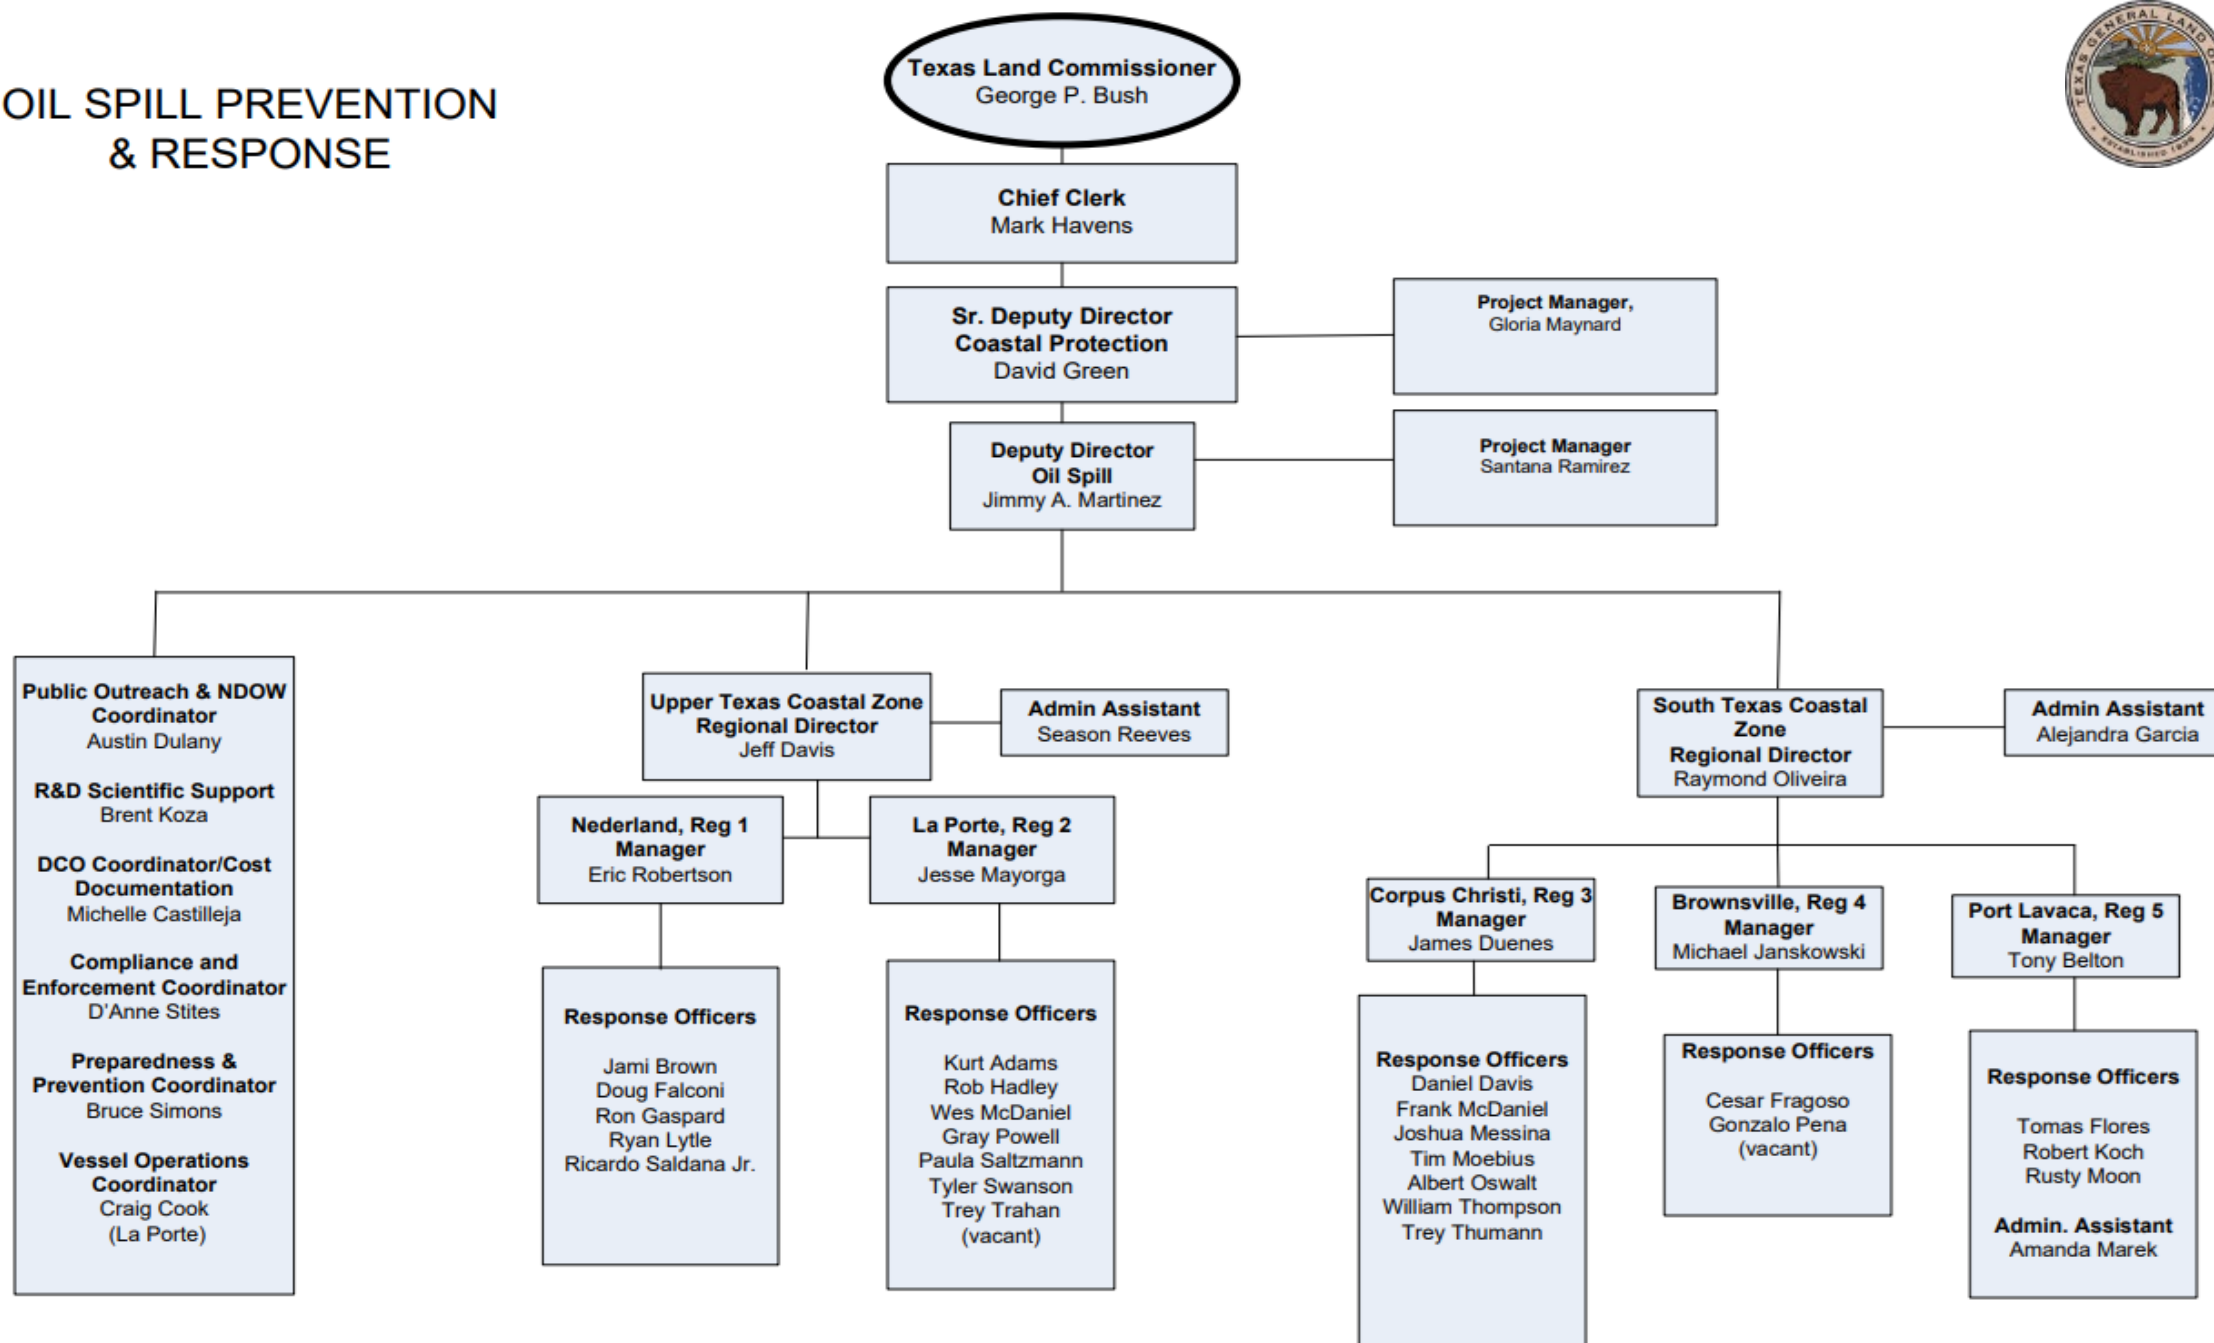 OIL SPILL PREVENTION
& RESPONSE
Texas Land Commissioner
George P. Bush
TEXAS GENERAL LAND
ESTABLISHED 1836
Chief Clerk
Mark Havens
Sr. Deputy Director
Coastal Protection
David Green
Project Manager,
Gloria Maynard
Deputy Director
Oil Spill
Jimmy A. Martinez
Project Manager
Santana Ramirez
Public Outreach & NDOW
Coordinator
Austin Dulany
R&D Scientific Support
Brent Koza
DCO Coordinator/Cost
Documentation
Michelle Castilleja
Compliance and
Enforcement Coordinator
D'Anne Stites
Preparedness &
Prevention Coordinator
Bruce Simons
Vessel Operations
Coordinator
Craig Cook
(La Porte)
Upper Texas Coastal Zone
Regional Director
Jeff Davis
Admin Assistant
Season Reeves
Nederland, Reg 1
Manager
Eric Robertson
La Porte, Reg 2
Manager
Jesse Mayorga
Response Officers
Jami Brown
Doug Falconi
Ron Gaspard
Ryan Lytle
Ricardo Saldana Jr.
Response Officers
Kurt Adams
Rob Hadley
Wes McDaniel
Gray Powell
Paula Saltzmann
Tyler Swanson
Trey Trahan
(vacant)
South Texas Coastal
Zone
Regional Director
Raymond Oliveira
Admin Assistant
Alejandra Garcia
Corpus Christi, Reg 3
Manager
James Duenes
Brownsville, Reg 4
Manager
Michael Janskowski
Port Lavaca, Reg 5
Manager
Tony Belton
Response Officers
Daniel Davis
Frank McDaniel
Joshua Messina
Tim Moebius
Albert Oswalt
William Thompson
Trey Thumann
Response Officers
Cesar Fragoso
Gonzalo Pena
(vacant)
Response Officers
Tomas Flores
Robert Koch
Rusty Moon
Admin. Assistant
Amanda Marek